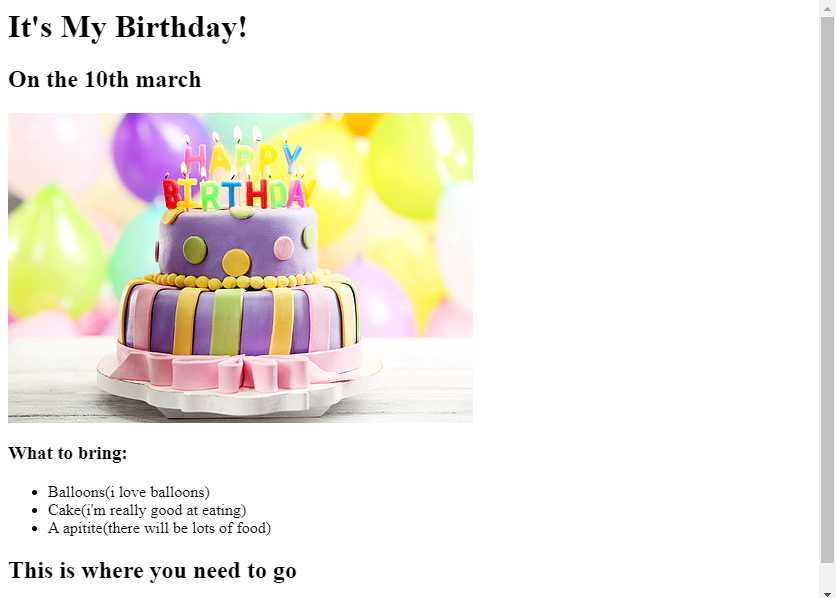 It's My Birthday!
On the 10th march
HAPPY
BIRTHDAY
What to bring:
Balloons(i love balloons)
Cake(i'm really good at eating)
A apitite(there will be lots of food)
This is where you need to go